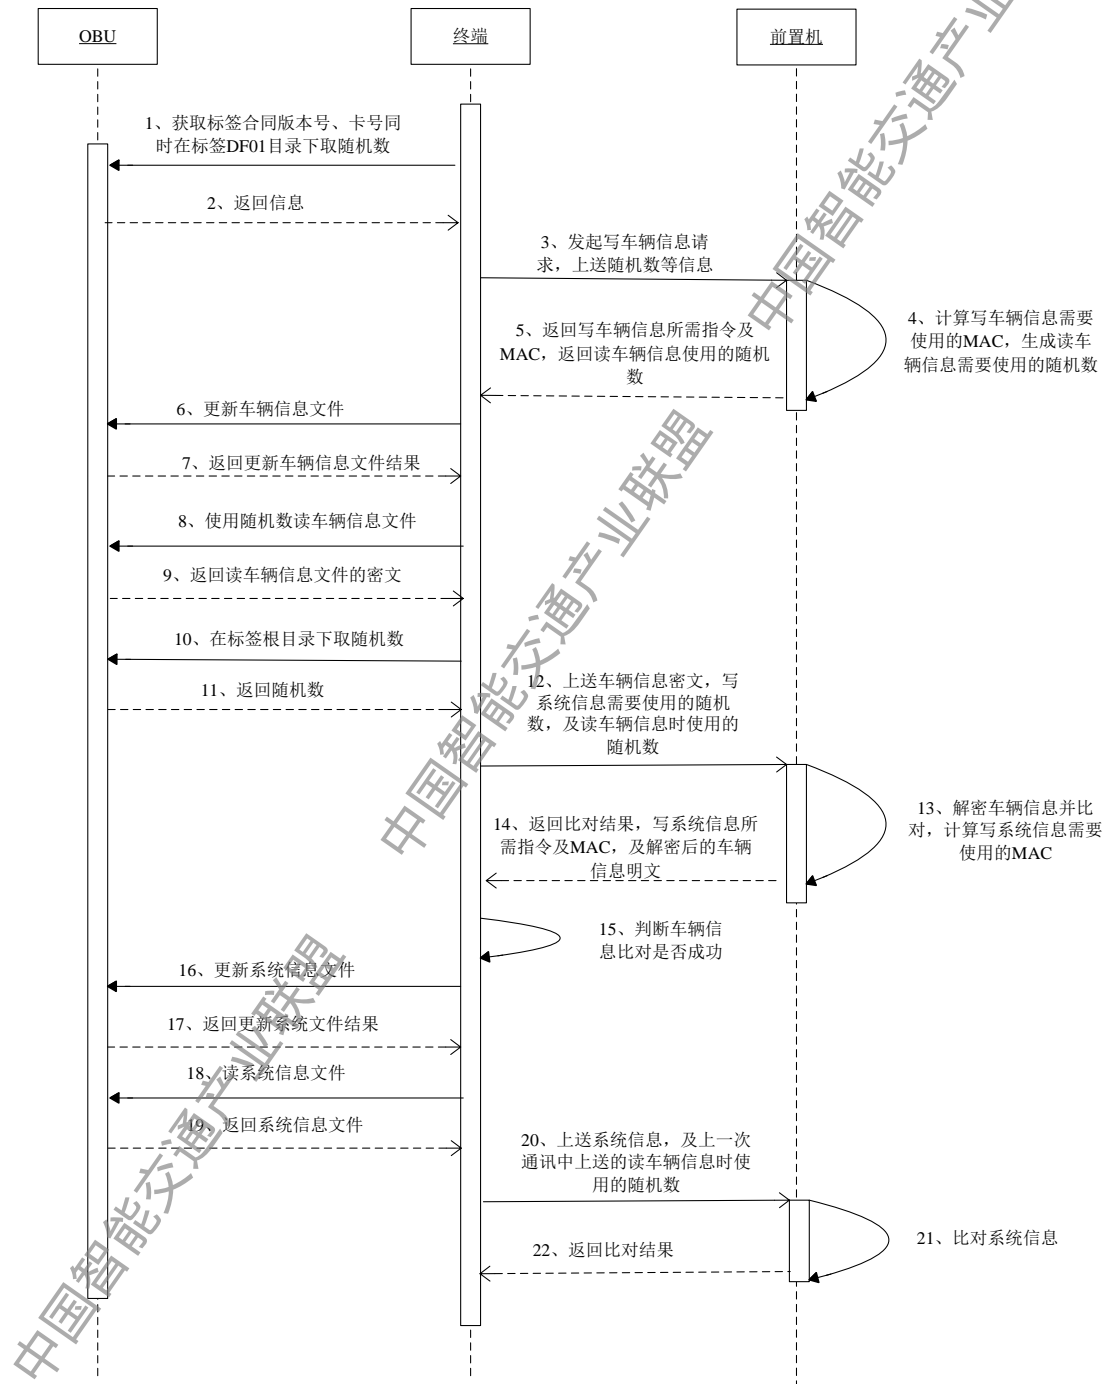 OBU
终端
前置机
1、获取标签合同版本号、卡号同
时在标签DF01目录下取随机数
2、返回信息
3、发起写车辆信息请
求，上送随机数等信息
4、计算写车辆信息需要
使用的MAC，生成读车
辆信息需要使用的随机数
5、返回写车辆信息所需指令及
MAC，返回读车辆信息使用的随机
数
6、更新车辆信息文件
7、返回更新车辆信息文件结果
8、使用随机数读车辆信息文件
9、返回读车辆信息文件的密文
10、在标签根目录下取随机数
11、返回随机数
12、上送车辆信息密文，写
系统信息需要使用的随机
数，及读车辆信息时使用的
随机数
13、解密车辆信息并比
对，计算写系统信息需要
使用的MAC
14、返回比对结果，写系统信息所
需指令及MAC，及解密后的车辆
信息明文
15、判断车辆信
息比对是否成功
16、更新系统信息文件
17、返回更新系统文件结果
18、读系统信息文件
19、返回系统信息文件
20、上送系统信息，及上一次
通讯中上送的读车辆信息时使
用的随机数
21、比对系统信息
22、返回比对结果
中国智能交通产业
中国智能交通产业联盟
中国智能交通产业联盟